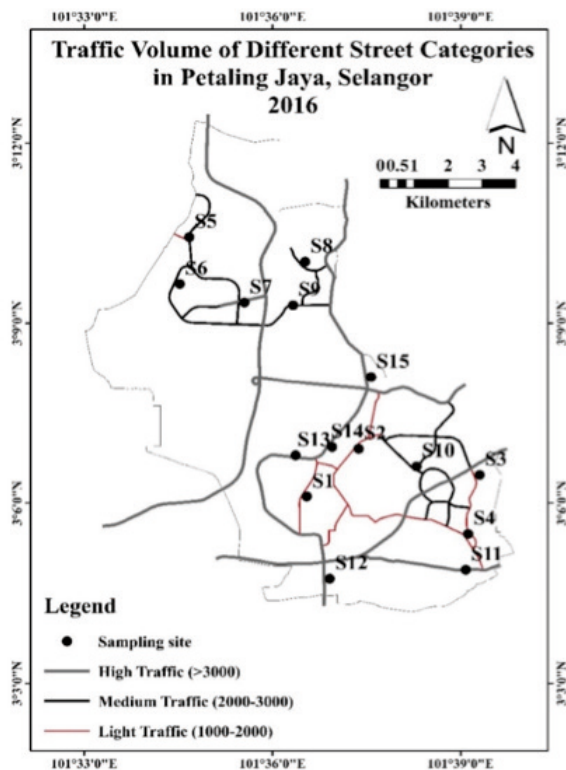 101°33'0"E 101°36'0"E 101°39'0"E
Traffic Volume of Different Street Categories
in Petaling Jaya, Selangor
2016
N
0 0.5 1 2 3 4
Kilometers
3°12'0"N 3°12'0"N
S5
S8
S6
S7
S9
3°9'0"N 3°9'0"N
S15
S13
S14
S2
S10
S3
S1
3°6'0"N 3°6'0"N
S4
S11
S12
Legend
Sampling site
High Traffic (>3000)
Medium Traffic (2000-3000)
Light Traffic (1000-2000)
3°3'0"N 3°3'0"N
101°33'0"E 101°36'0"E 101°39'0"E